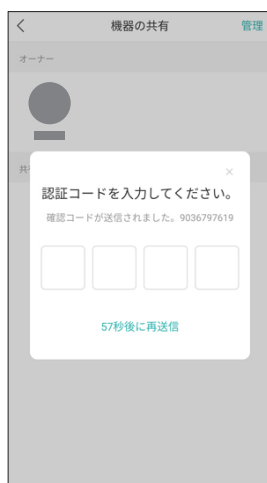 機器の共有
管理
オーナー
共
×
認証コードを入力してください。
確認コードが送信されました。9036797619
57秒後に再送信